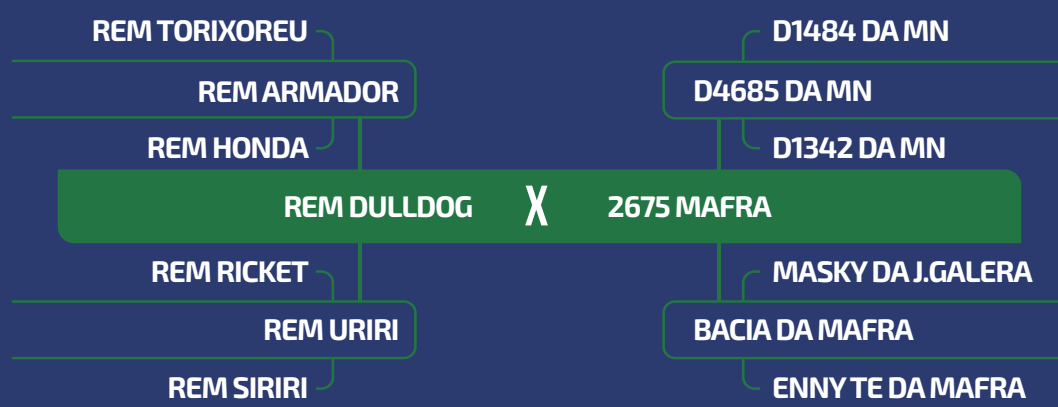 REM TORIXOREU
D1484 DA MN
REM ARMADOR
D4685 DA MN
REM HONDA
D1342 DA MN
REM DULLDOG X 2675 MAFRA
REM RICKET
MASKY DA J.GALERA
REM URIRI
BACIA DA MAFRA
REM SIRIRI
ENNY TE DA MAFRA